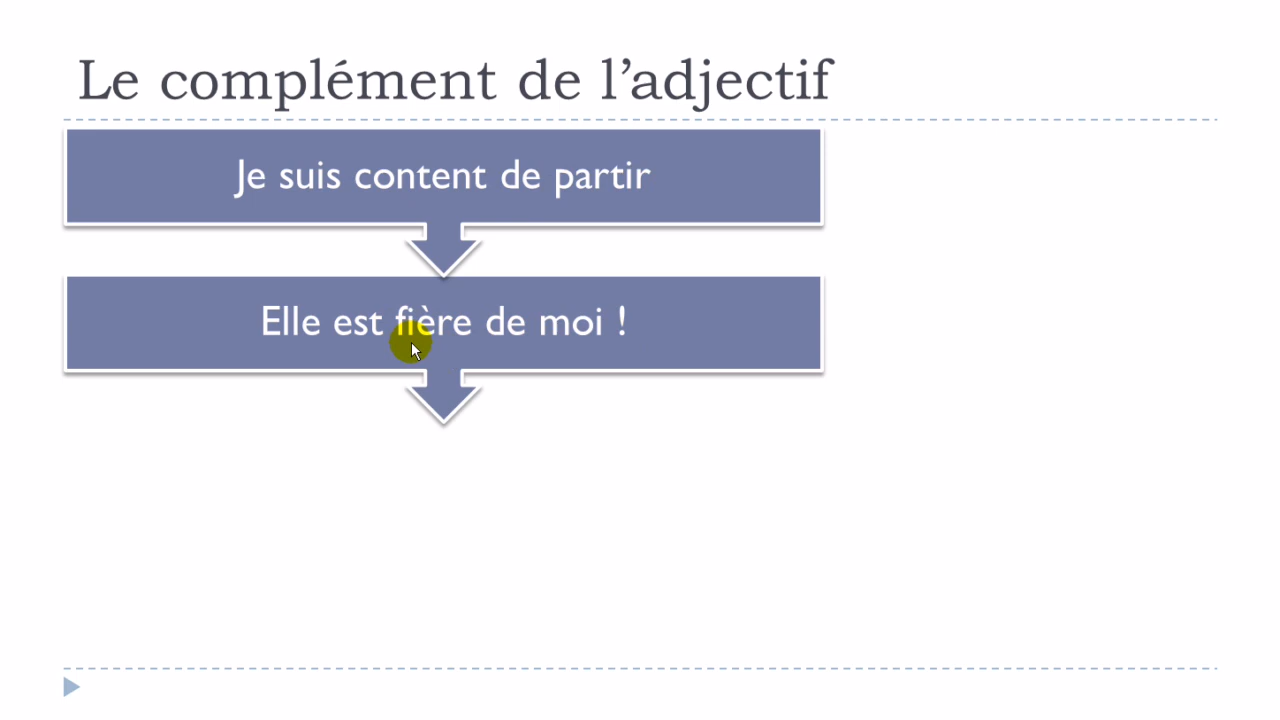 Le complément de l’adjectif
Je suis content de partir
Elle est fière de moi !